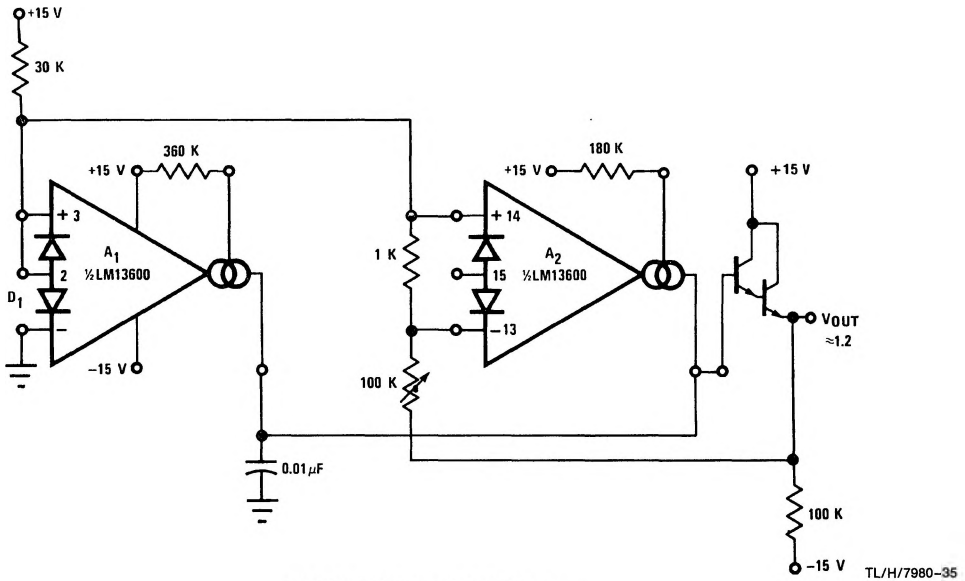 +15 V
30 K
+15 V
360 K
+ 3
A1
½LM13600
2
D1
−
−15 V
0.01 μF
1 K
100 K
+15 V
180 K
+ 14
A2
15
½LM13600
− 13
+15 V
VOUT
≈1.2
100 K
−15 V
TL/H/7980–35